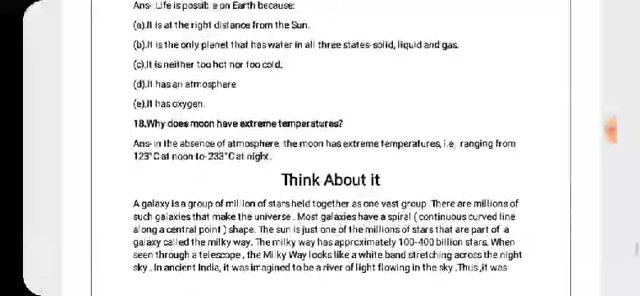 Ans- Life is possible on Earth because:
(a).It is at the right distance from the Sun.
(b).It is the only planet that has water in all three states-solid, liquid and gas.
(c).It is neither too hot nor too cold.
(d).It has an atmosphere
(e).It has oxygen.
18.Why does moon have extreme temperatures?
Ans- in the absence of atmosphere, the moon has extreme temperatures, i.e, ranging from
123°C at noon to-233°C at night.
Think About it
A galaxy is a group of million of stars held together as one vast group .There are millions of
such galaxies that make the universe . Most galaxies have a spiral ( continuous curved line
along a central point ) shape. The sun is just one of the millions of stars that are part of a
galaxy called the milky way. The milky way has approximately 100-400 billion stars. When
seen through a telescope , the Milky Way looks like a white band stretching across the night
sky . In ancient India, it was imagined to be a river of light flowing in the sky .Thus ,it was